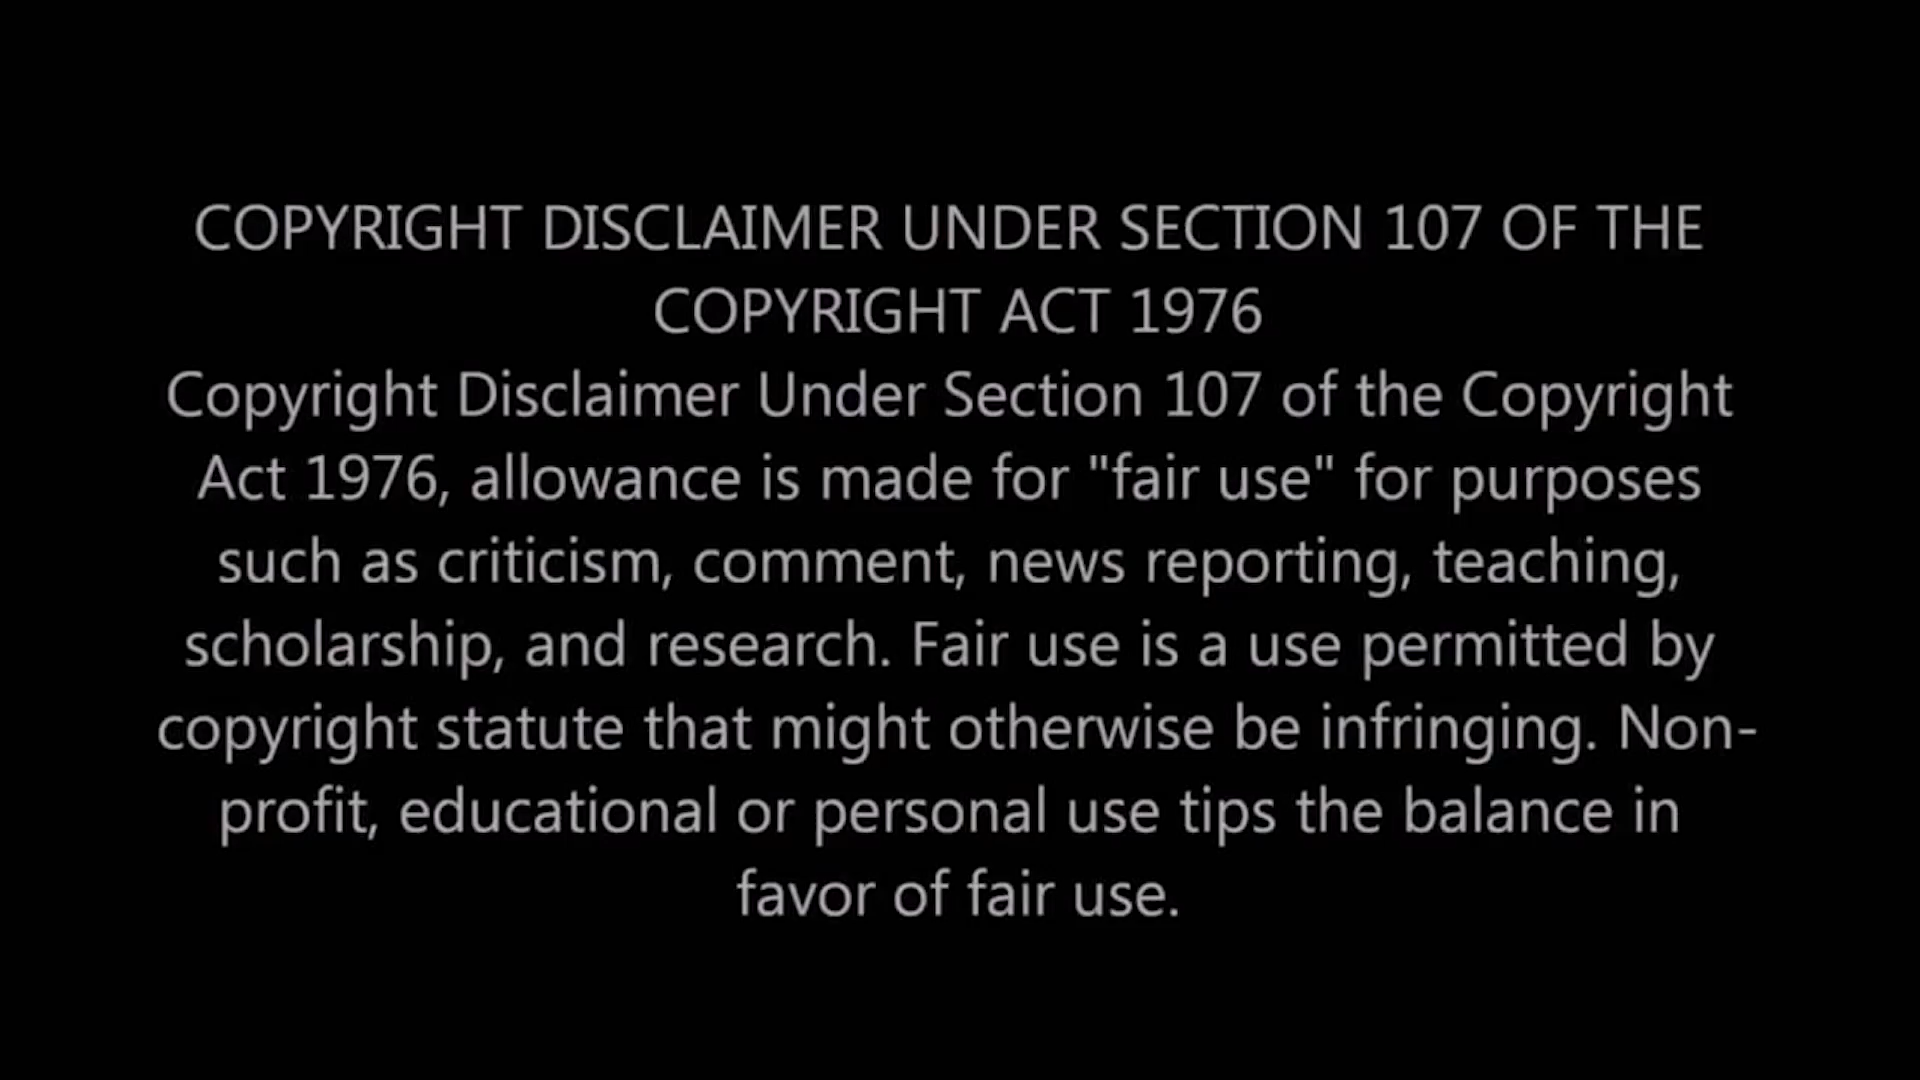 COPYRIGHT DISCLAIMER UNDER SECTION 107 OF THE
COPYRIGHT ACT 1976
Copyright Disclaimer Under Section 107 of the Copyright
Act 1976, allowance is made for "fair use" for purposes
such as criticism, comment, news reporting, teaching,
scholarship, and research. Fair use is a use permitted by
copyright statute that might otherwise be infringing. Non-
profit, educational or personal use tips the balance in
favor of fair use.